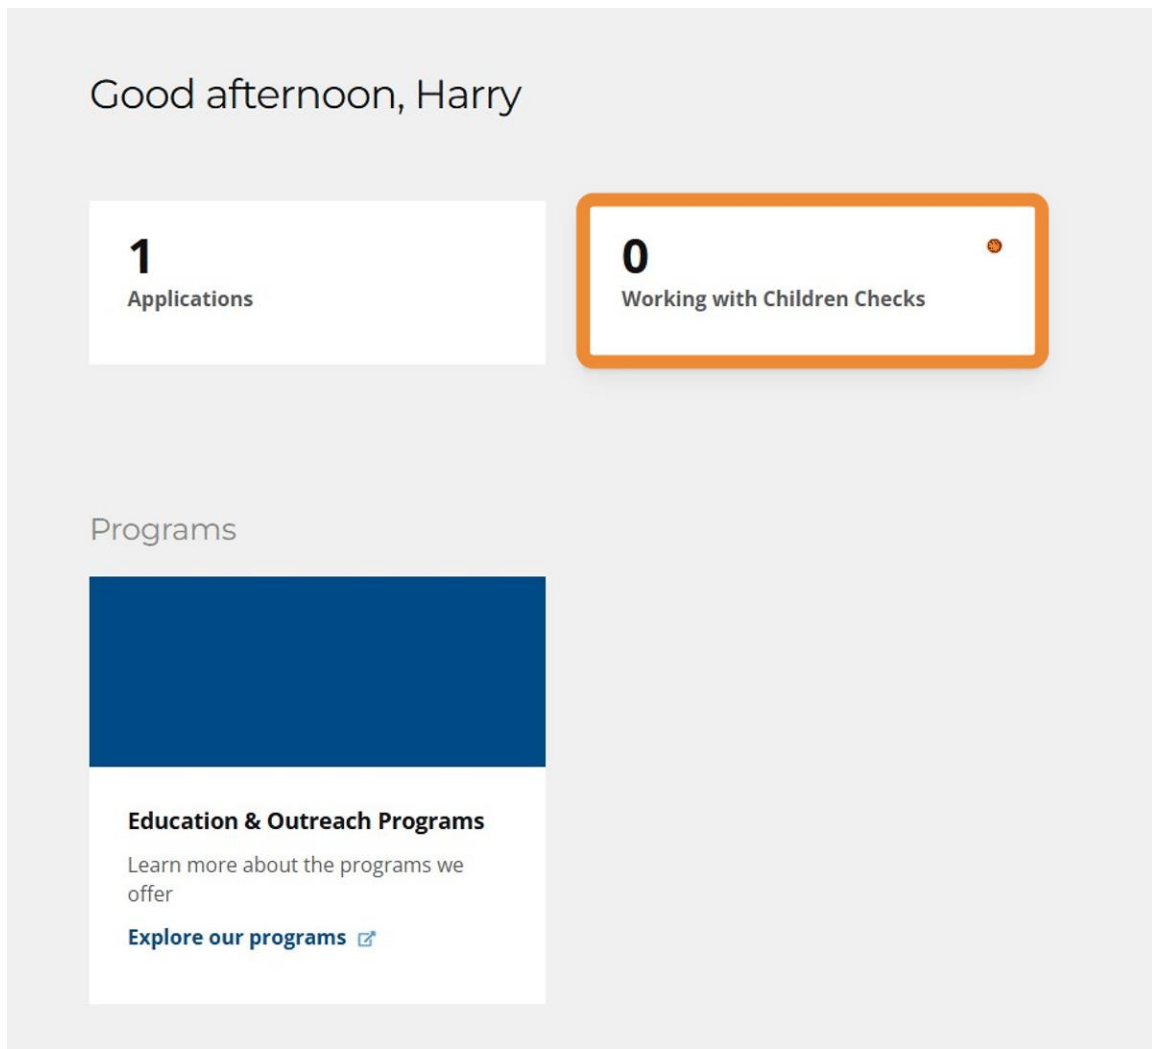 Good afternoon, Harry
1
Applications
0
Working with Children Checks
Programs
Education & Outreach Programs
Learn more about the programs we
offer
Explore our programs